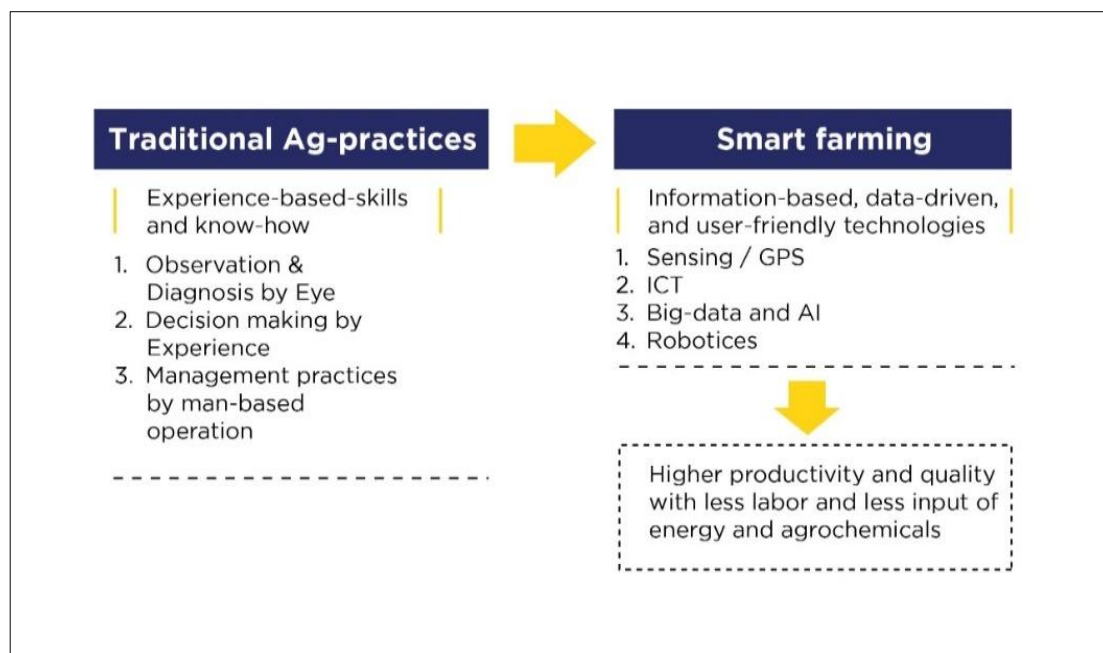 Traditional Ag-practices
Experience-based-skills
and know-how
1. Observation &
Diagnosis by Eye
2. Decision making by
Experience
3. Management practices
by man-based
operation
Smart farming
Information-based, data-driven,
and user-friendly technologies
1. Sensing / GPS
2. ICT
3. Big-data and AI
4. Robotices
Higher productivity and quality
with less labor and less input of
energy and agrochemicals